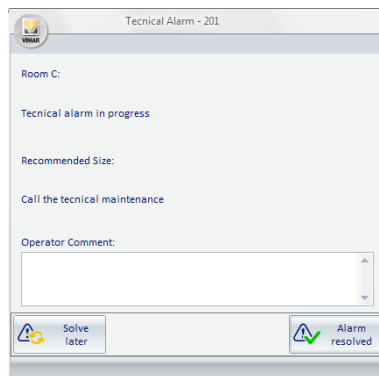 Tecnical Alarm - 201
VIMAR
Room C:
Tecnical alarm in progress
Recommended Size:
Call the tecnical maintenance
Operator Comment:
Solve
later
Alarm
resolved